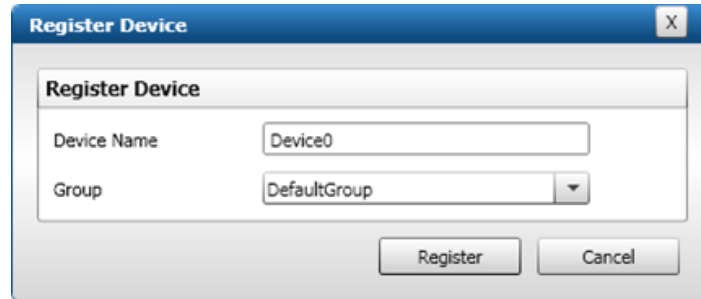 Register Device
X
Register Device
Device Name
Device0
Group
DefaultGroup
Register
Cancel